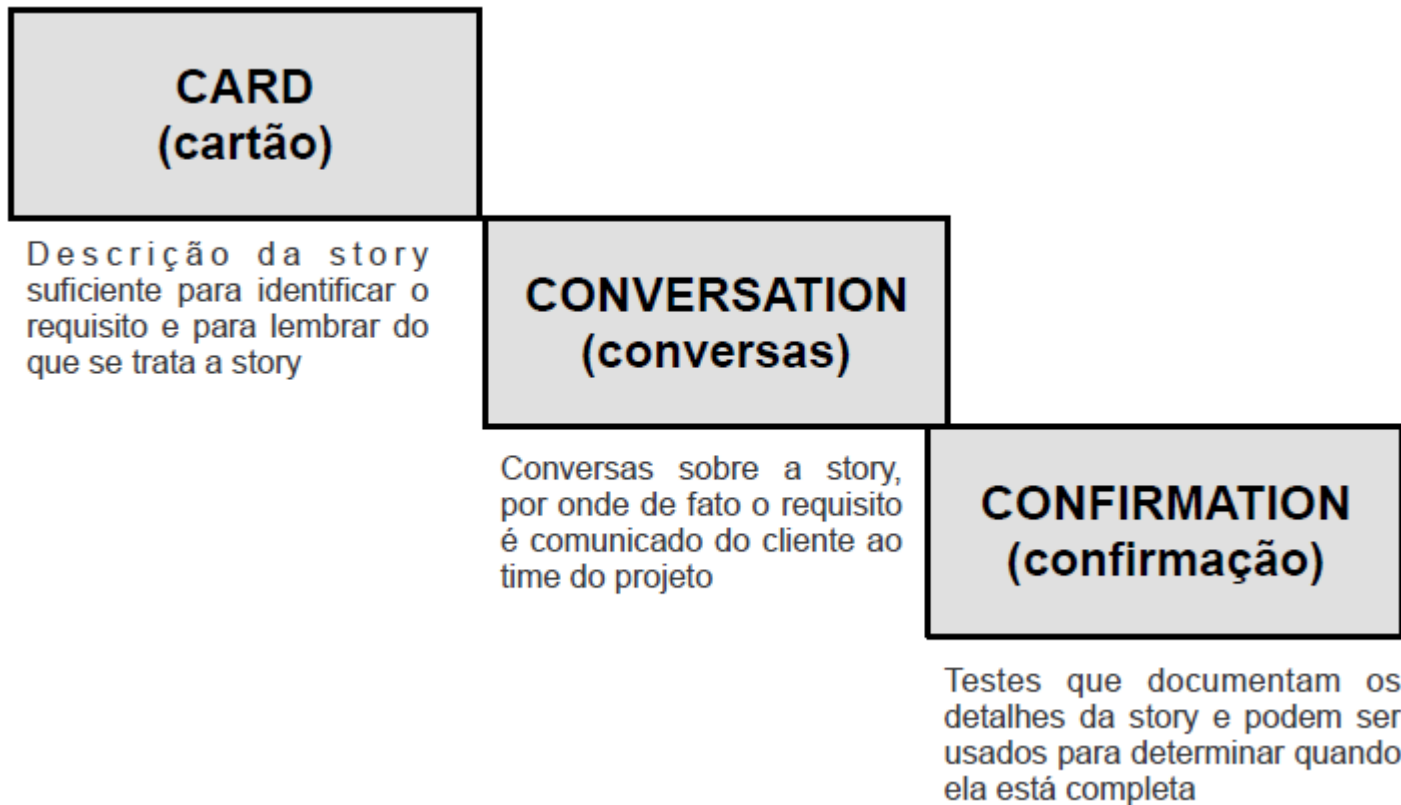 CARD
(cartão)
Descrição da story
suficiente para identificar o
requisito e para lembrar do
que se trata a story
CONVERSATION
(conversas)
Conversas sobre a story,
por onde de fato o requisito
é comunicado do cliente ao
time do projeto
CONFIRMATION
(confirmação)
Testes que documentam os
detalhes da story e podem ser
usados para determinar quando
ela está completa